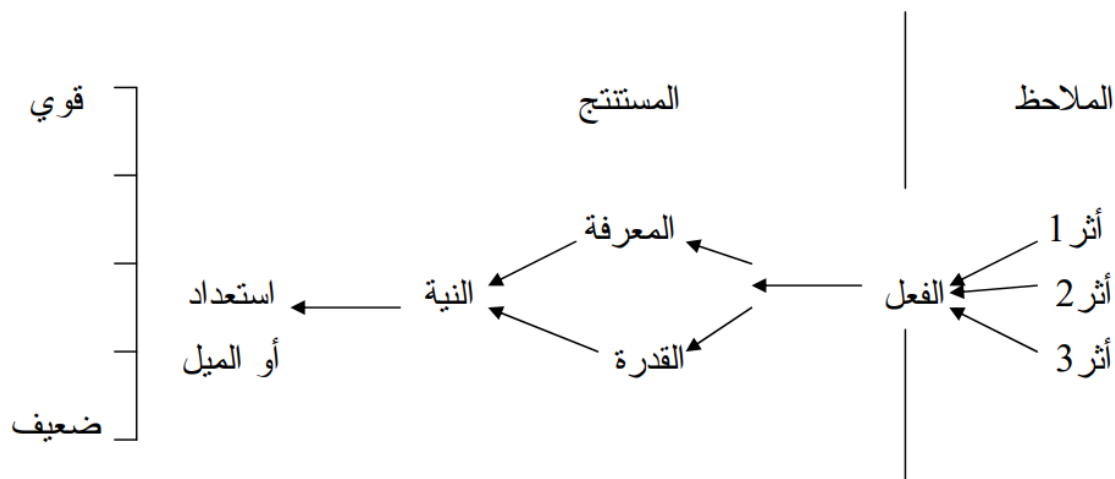 الملاحظ
المستنتج
قوي
أثر 1
أثر 2
أثر 3
الفعل
المعرفة
القدرة
النية
استعداد
أو الميل
ضعيف